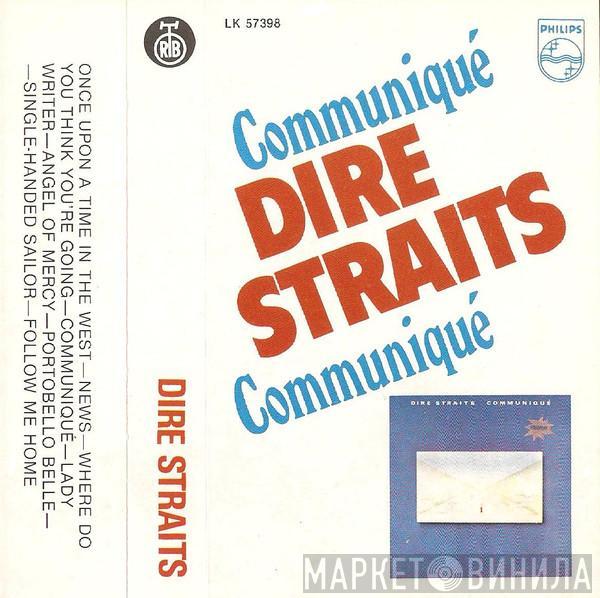 RTB
LK 57398
PHILIPS
ONCE UPON A TIME IN THE WEST—NEWS—WHERE DO
YOU THINK YOU'RE GOING—COMMUNIQUÉ—LADY
WRITER—ANGEL OF MERCY—PORTOBELLO BELLE—
—SINGLE-HANDED SAILOR—FOLLOW ME HOME
DIRE STRAITS
Communiqué
DIRE
STRAITS
Communiqué
DIRE STRAITS COMMUNIQUÉ
МАРКЕТ ВИНИЛА